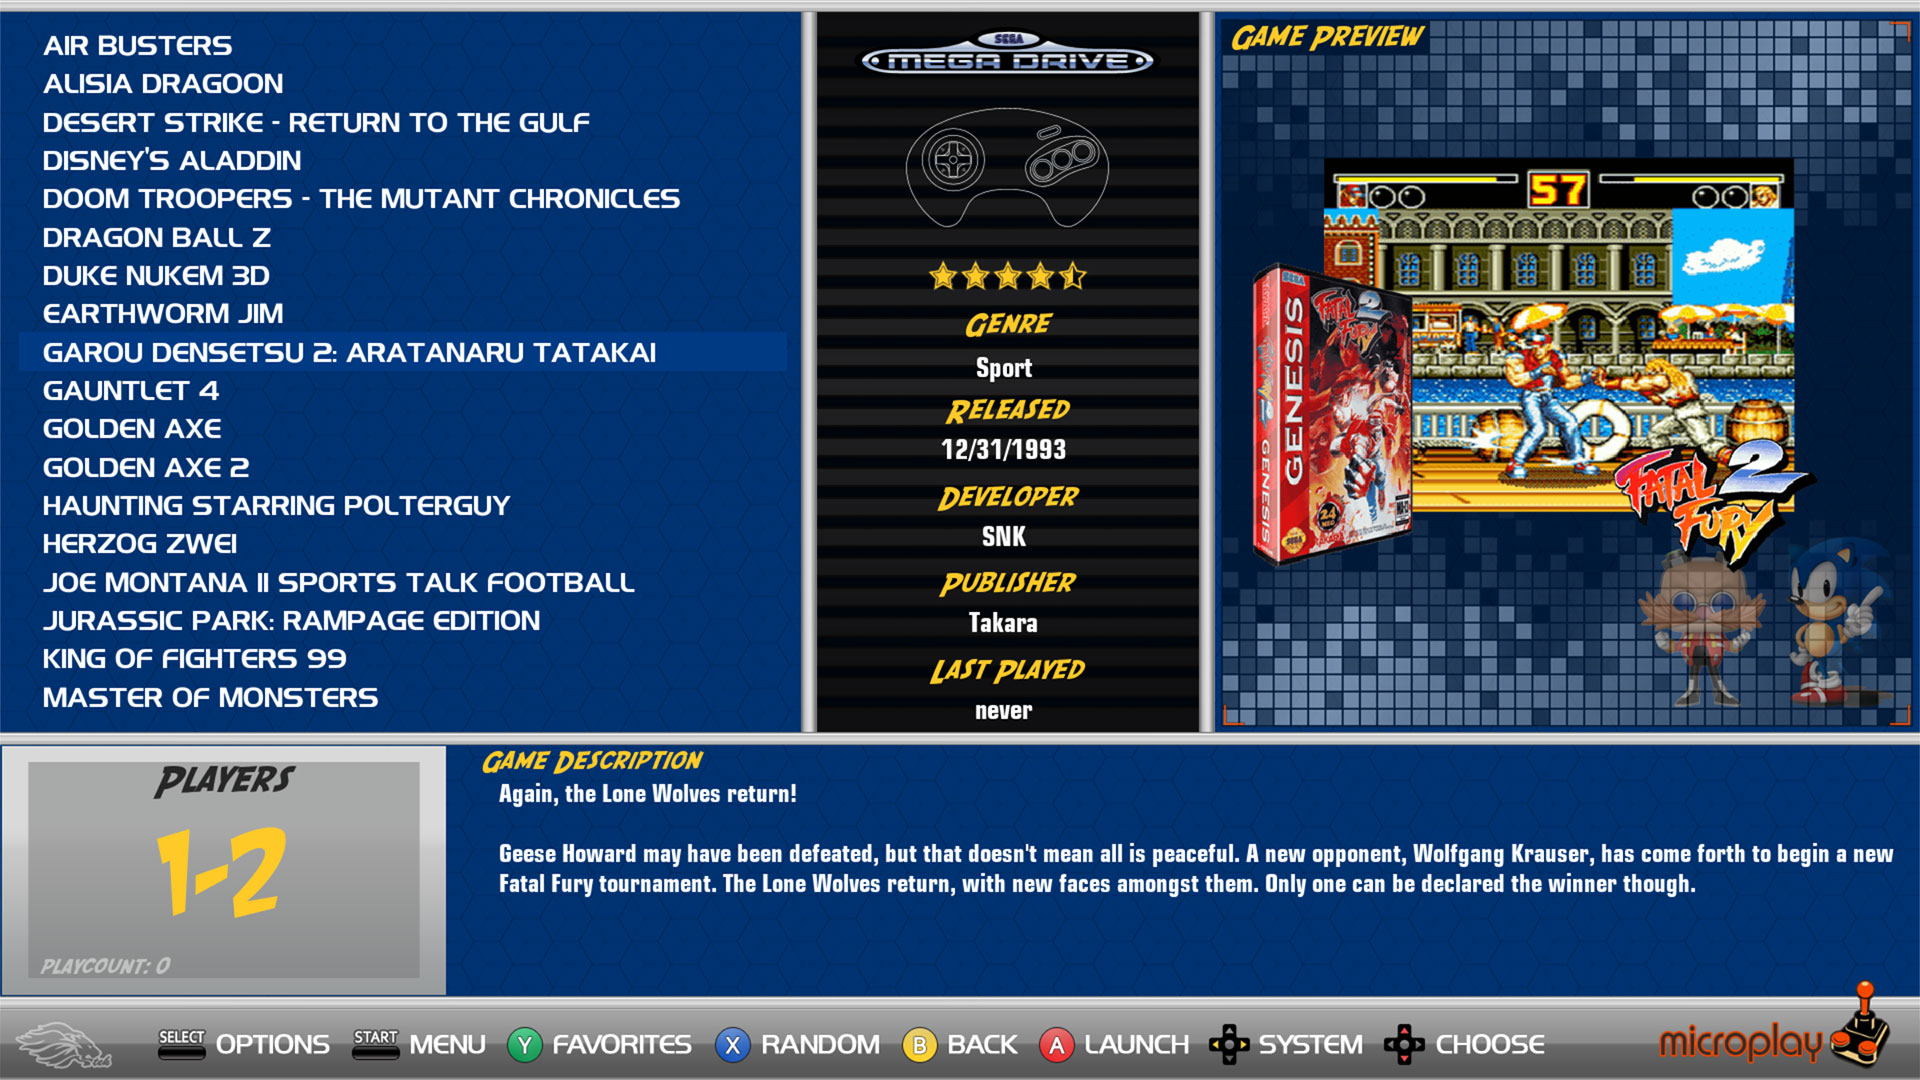 AIR BUSTERS
ALISIA DRAGOON
DESERT STRIKE - RETURN TO THE GULF
DISNEY'S ALADDIN
DOOM TROOPERS - THE MUTANT CHRONICLES
DRAGON BALL Z
DUKE NUKEM 3D
EARTHWORM JIM
GAROU DENSETSU 2: ARATANARU TATAKAI
GAUNTLET 4
GOLDEN AXE
GOLDEN AXE 2
HAUNTING STARRING POLTERGUY
HERZOG ZWEI
JOE MONTANA II SPORTS TALK FOOTBALL
JURASSIC PARK: RAMPAGE EDITION
KING OF FIGHTERS 99
MASTER OF MONSTERS
SEGA
MEGA DRIVE
GENRE
Sport
RELEASED
12/31/1993
DEVELOPER
SNK
PUBLISHER
Takara
LAST PLAYED
never
GAME PREVIEW
57
SEGA
GENESIS
FATAL FURY 2
GENESIS
24
SEGA
FATAL 2
FURY
PLAYERS
1-2
PLAYCOUNT: 0
GAME DESCRIPTION
Again, the Lone Wolves return!
Geese Howard may have been defeated, but that doesn't mean all is peaceful. A new opponent, Wolfgang Krauser, has come forth to begin a new
Fatal Fury tournament. The Lone Wolves return, with new faces amongst them. Only one can be declared the winner though.
SELECT OPTIONS START MENU Y FAVORITES X RANDOM B BACK A LAUNCH SYSTEM CHOOSE
microplay